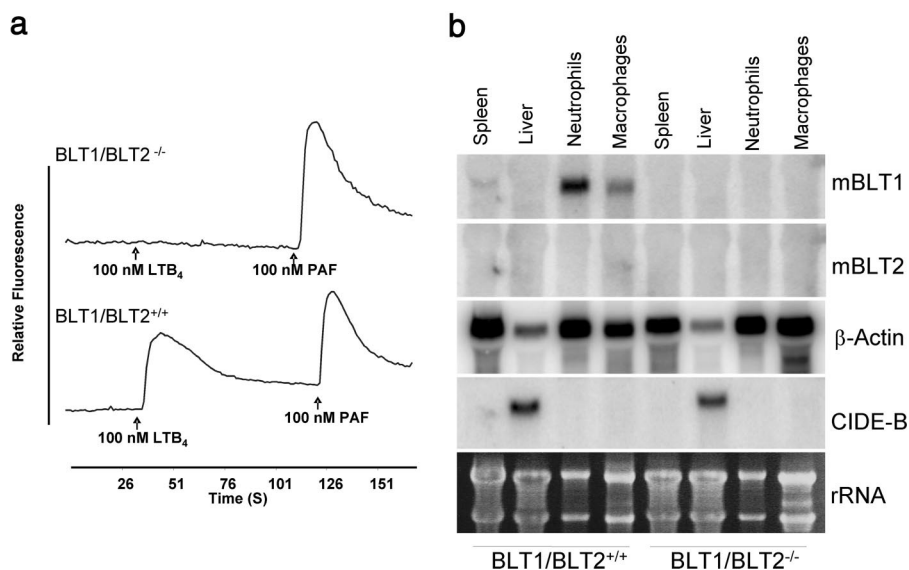 a
BLT1/BLT2 -/-
100 nM LTB4
100 nM PAF
BLT1/BLT2+/+
100 nM LTB4
100 nM PAF
Relative Fluorescence
26 51 76 101 126 151
Time (S)
b
Spleen Liver Neutrophils Macrophages Spleen Liver Neutrophils Macrophages
mBLT1
mBLT2
β-Actin
CIDE-B
rRNA
BLT1/BLT2+/+ BLT1/BLT2-/-